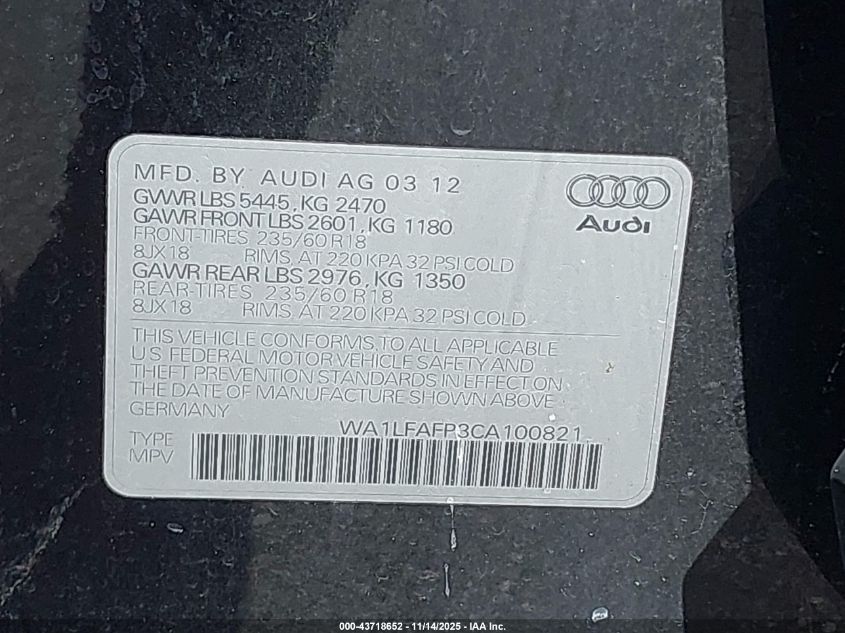 MFD. BY AUDI AG 03 12
GVWR LBS 5445, KG 2470
GAWR FRONT LBS 2601, KG 1180
FRONT-TIRES 235/60 R18
8JX18 RIMS, AT 220 KPA 32 PSI COLD
GAWR REAR LBS 2976, KG 1350
REAR-TIRES 235/60 R18
8JX18 RIMS, AT 220 KPA 32 PSI COLD
Audi
THIS VEHICLE CONFORMS TO ALL APPLICABLE
U.S. FEDERAL MOTOR VEHICLE SAFETY AND
THEFT PREVENTION STANDARDS IN EFFECT ON
THE DATE OF MANUFACTURE SHOWN ABOVE
GERMANY
WA1LFAFP3CA100821
TYPE
MPV
000-43718652 - 11/14/2025 - IAA Inc.